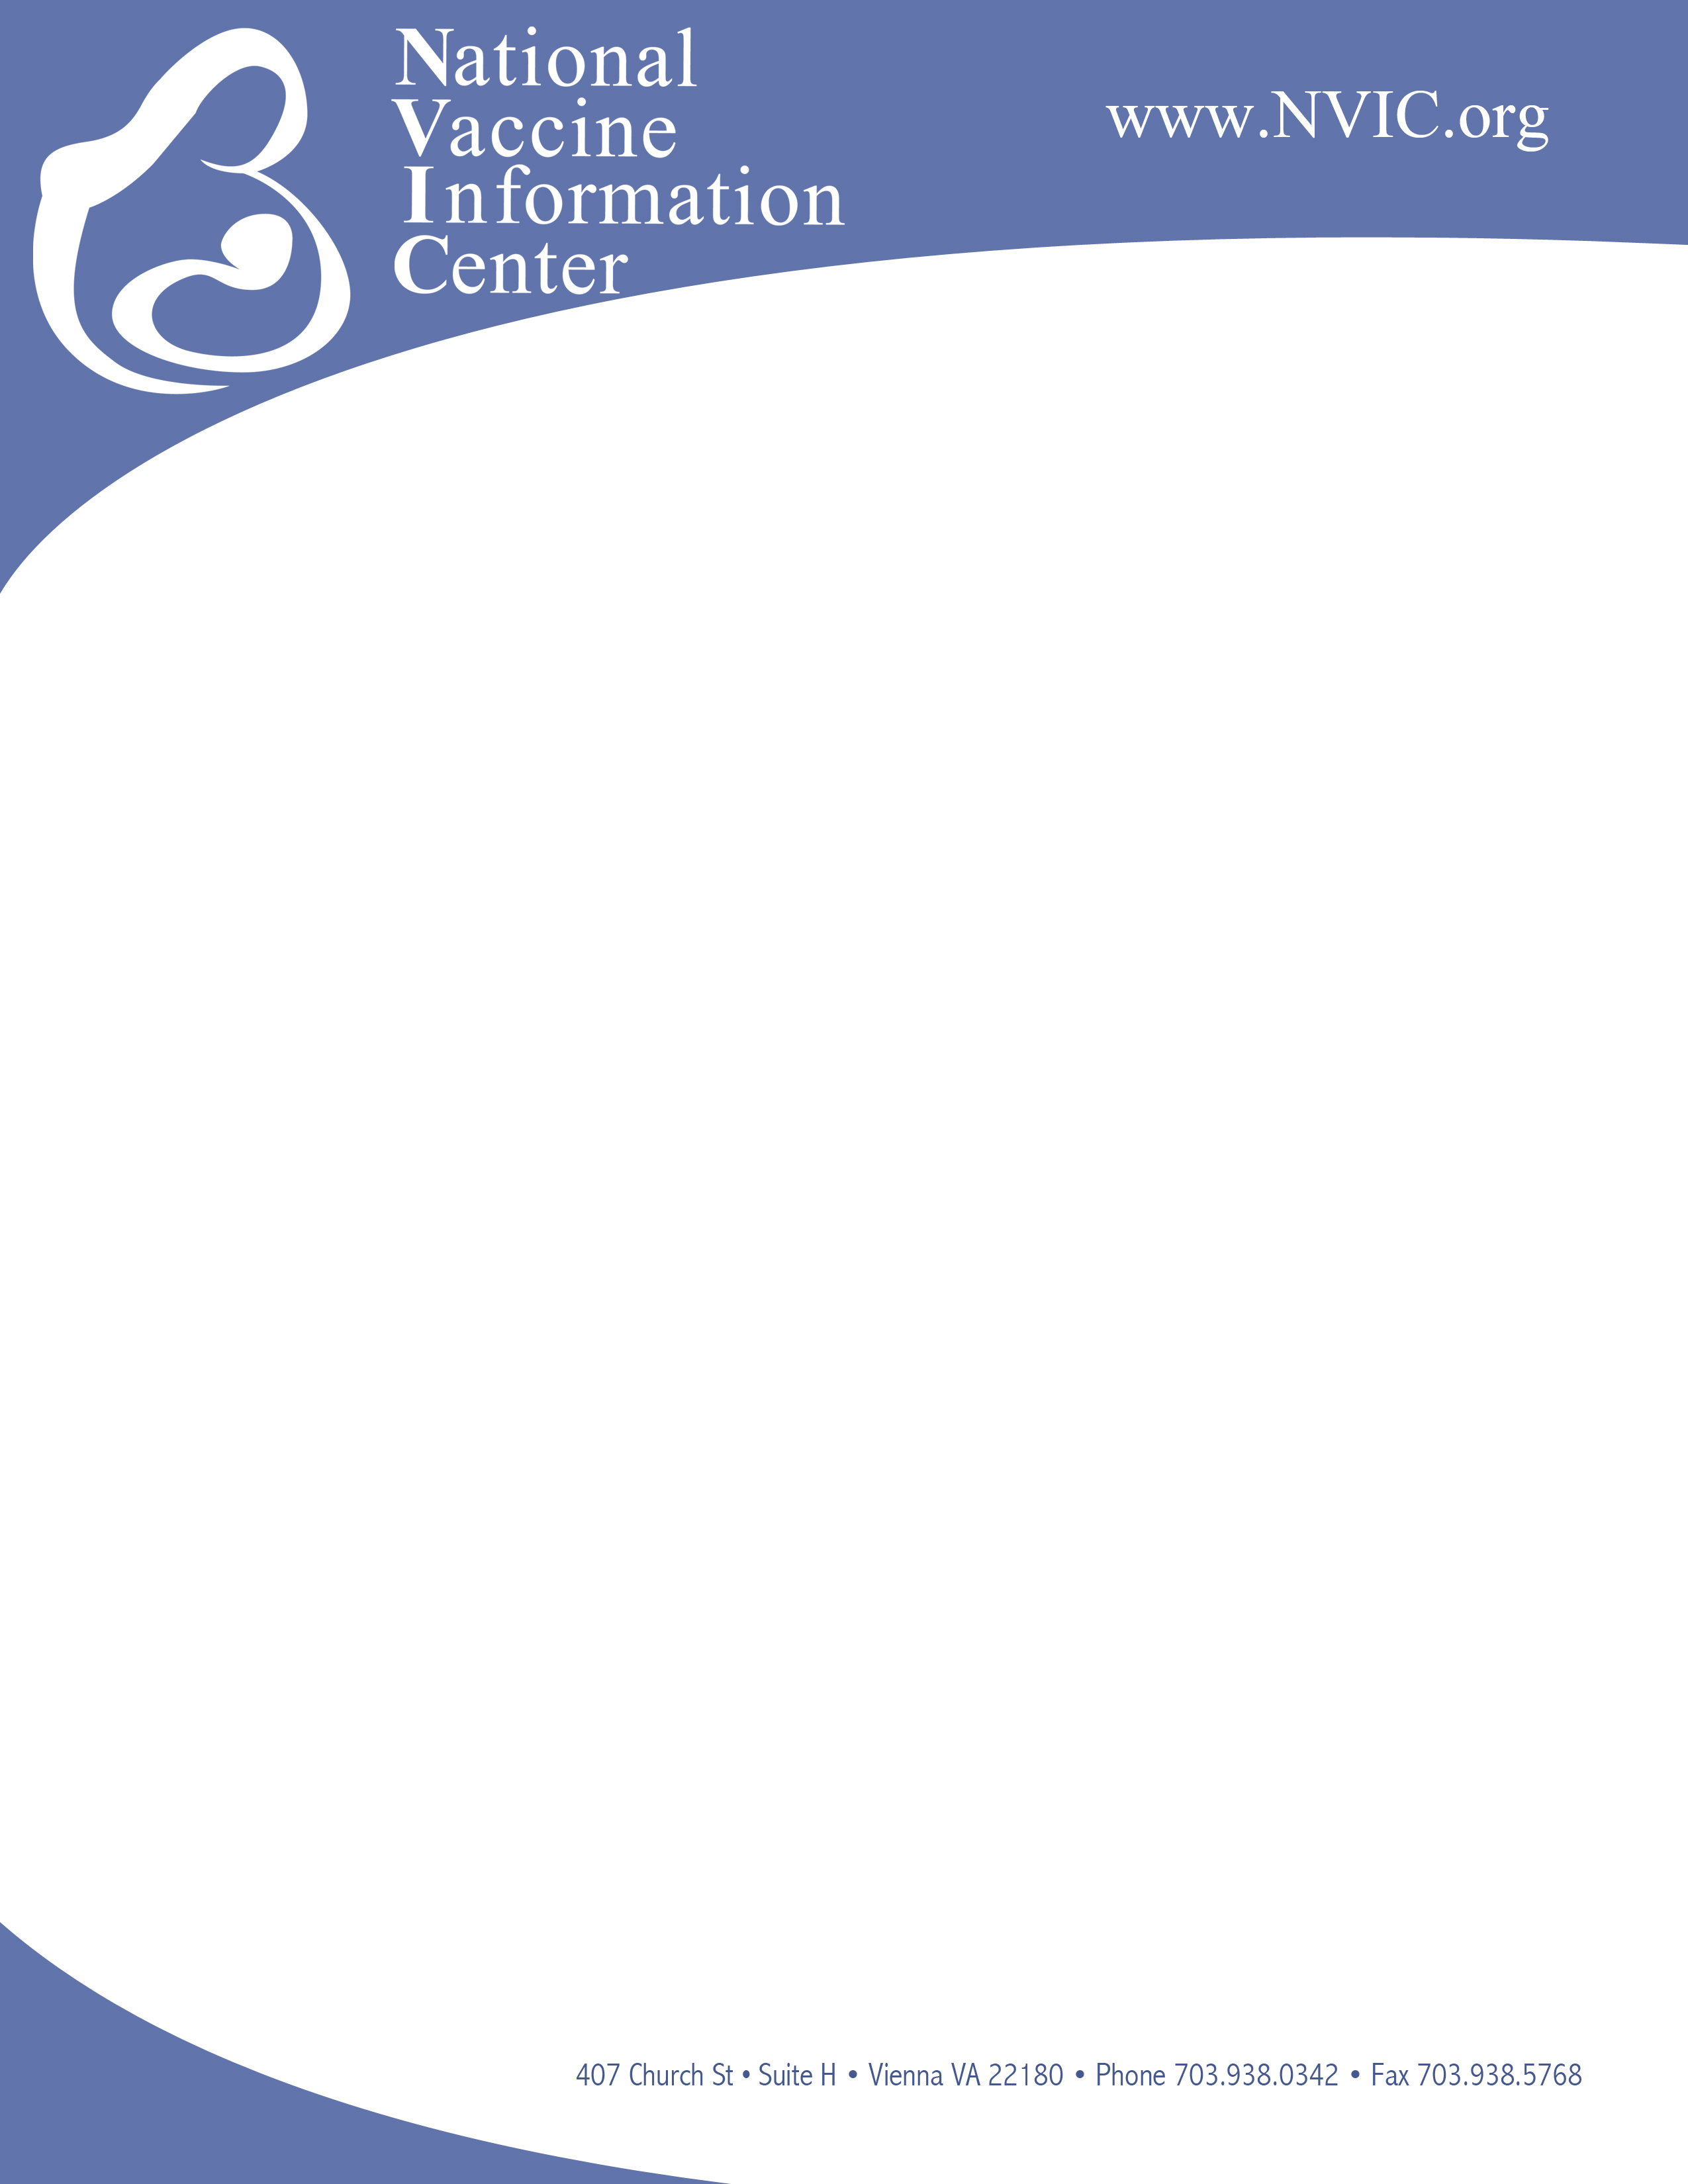 National
Vaccine
Information
Center
www.NVIC.org
407 Church St • Suite H • Vienna VA 22180 • Phone 703.938.0342 • Fax 703.938.5768